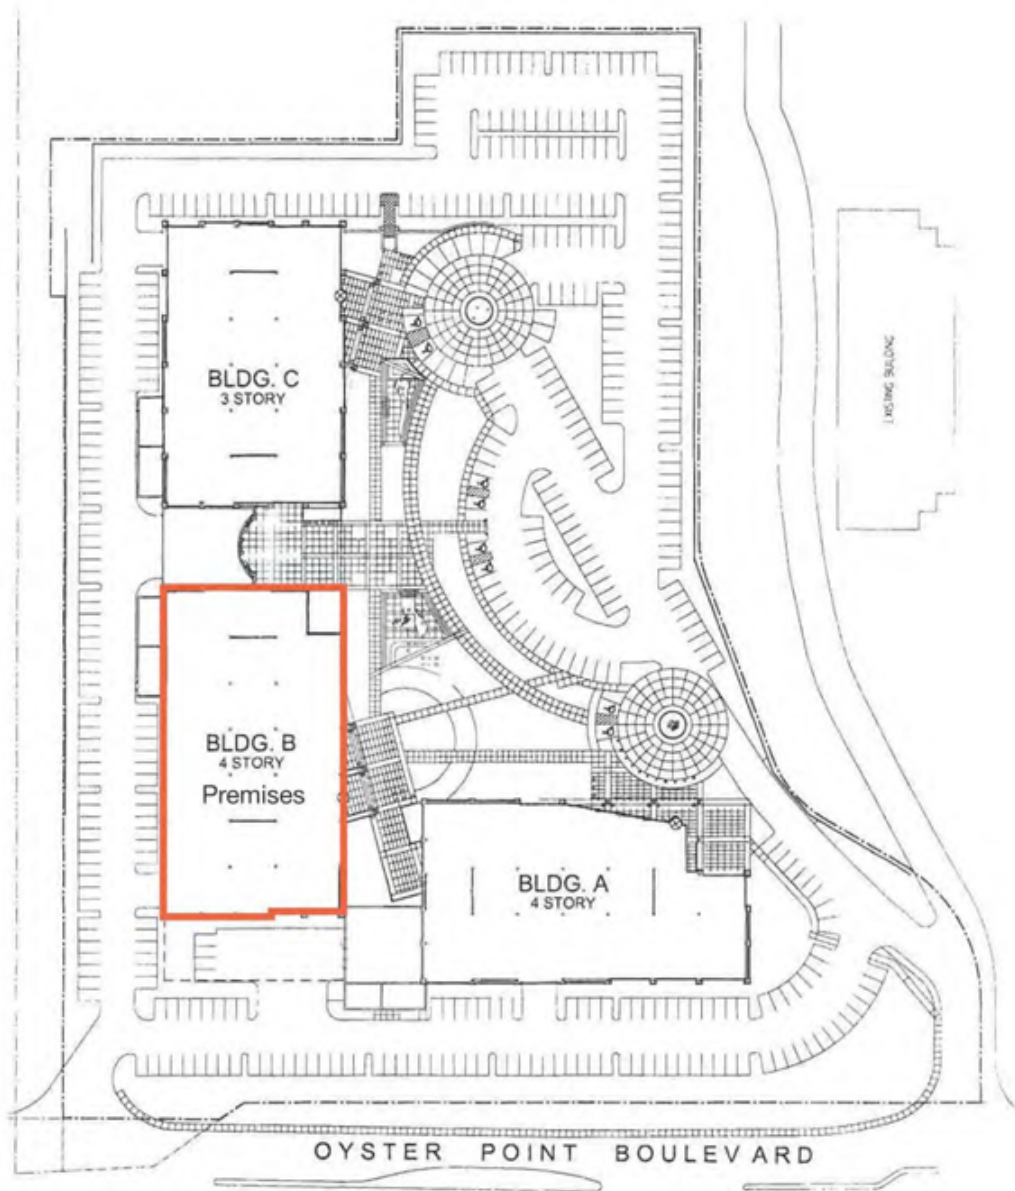 BLDG. C
3 STORY
EXISTING BUILDING
BLDG. B
4 STORY
Premises
BLDG. A
4 STORY
OYSTER POINT BOULEVARD